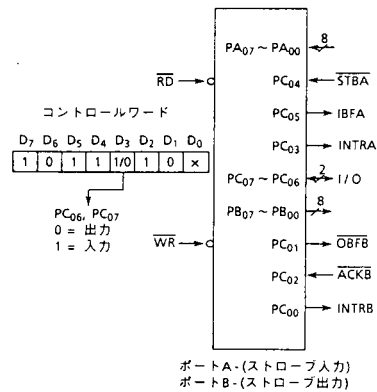 コントロールワード
D7 D6 D5 D4 D3 D2 D1 D0
1 0 1 1 1/0 1 0 ×
PC06, PC07
0 = 出力
1 = 入力
RD
WR
PA07 ~ PA00 8
PC04 STBA
PC05 IBFA
PC03 INTRA
PC07 ~ PC06 2 I/O
PB07 ~ PB00 8
PC01 OBFB
PC02 ACKB
PC00 INTRB
ポートA-(ストローブ入力)
ポートB-(ストローブ出力)